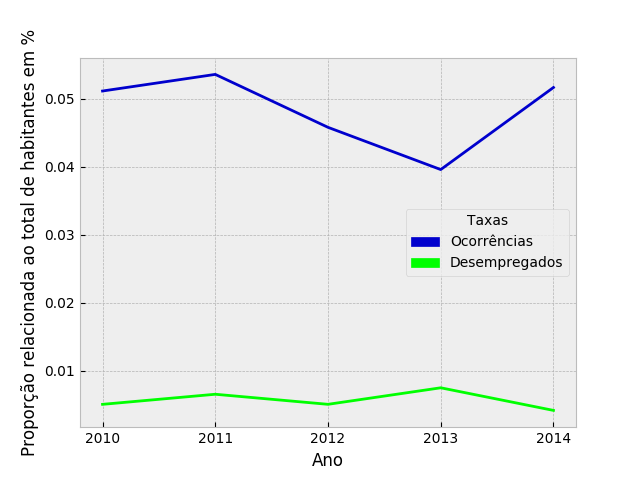 Proporção relacionada ao total de habitantes em %
0.05
0.04
0.03
0.02
0.01
Taxas
Ocorrências
Desempregados
2010 2011 2012 2013 2014
Ano